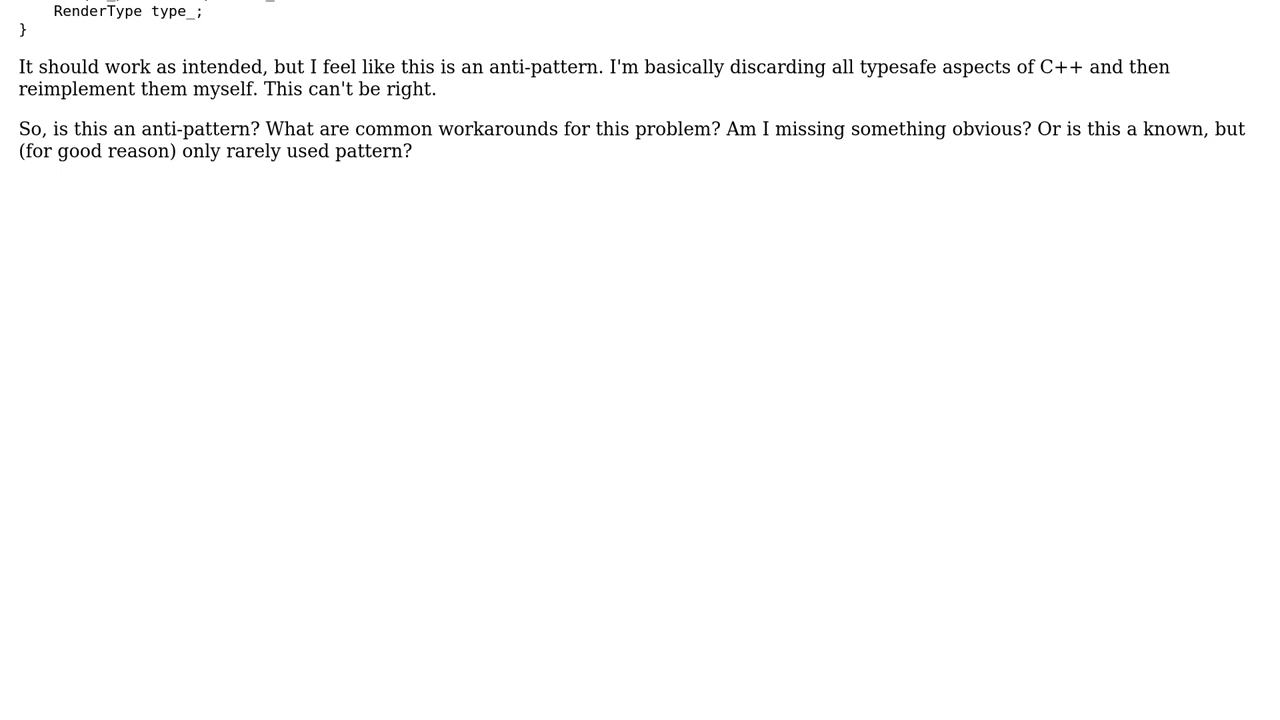 RenderType type_;
}
It should work as intended, but I feel like this is an anti-pattern. I'm basically discarding all typesafe aspects of C++ and then
reimplement them myself. This can't be right.
So, is this an anti-pattern? What are common workarounds for this problem? Am I missing something obvious? Or is this a known, but
(for good reason) only rarely used pattern?